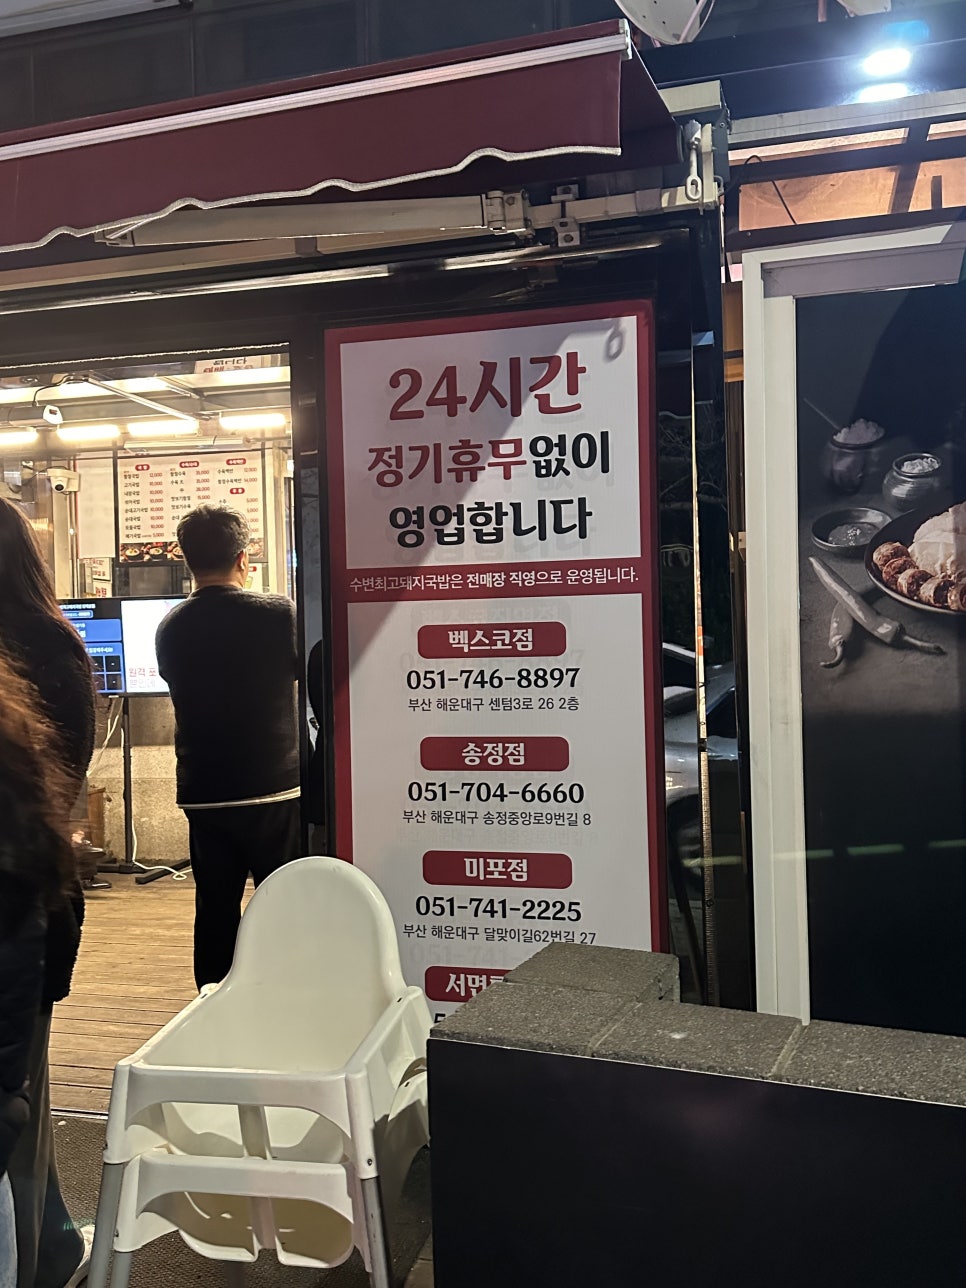 24시간
정기휴무없이
영업합니다
수변최고돼지국밥은 전매장 직영으로 운영됩니다.
벡스코점
051-746-8897
부산 해운대구 센텀3로 26 2층
송정점
051-704-6660
부산 해운대구 송정중앙로9번길 8
미포점
051-741-2225
부산 해운대구 달맞이길62번길 27
서면